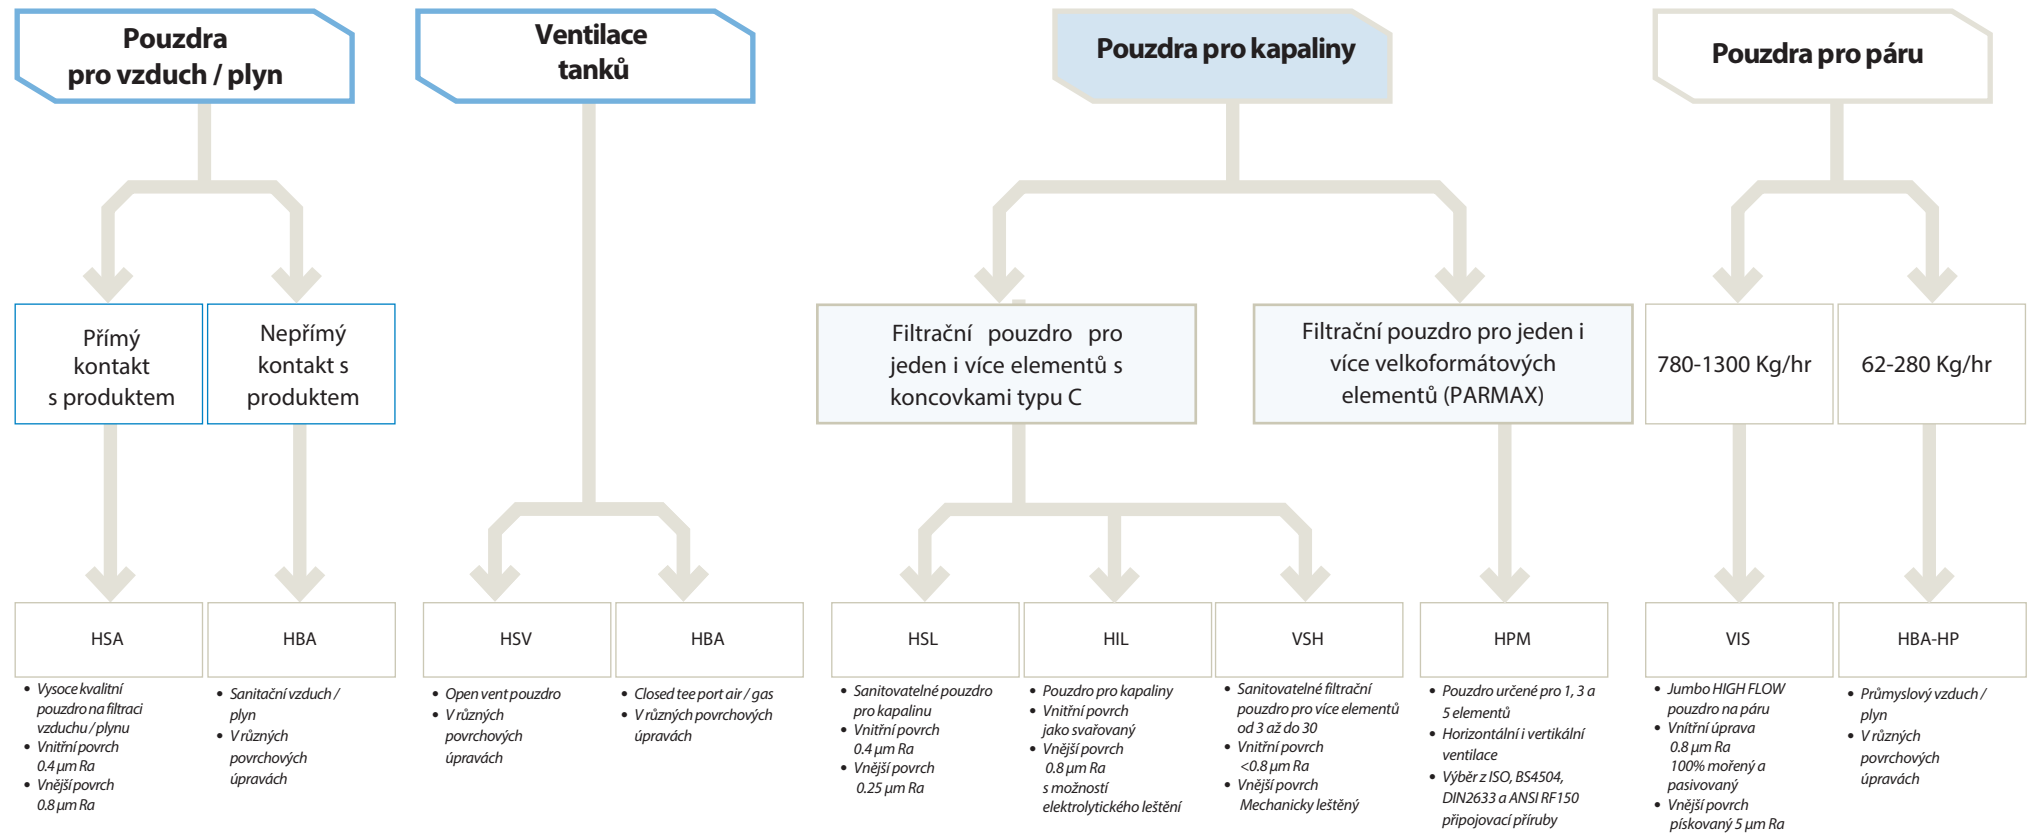 Pouzdra
pro vzduch / plyn
Ventilace
tanků
Pouzdra pro kapaliny
Pouzdra pro páru
Přímý
kontakt
s produktem
Nepřímý
kontakt s
produktem
Filtrační pouzdro pro
jeden i více elementů s
koncovkami typu C
Filtrační pouzdro pro jeden i
více velkoformátových
elementů (PARMAX)
780-1300 Kg/hr
62-280 Kg/hr
HSA
• Vysoce kvalitní
pouzdro na filtraci
vzduchu / plynu
• Vnitřní povrch
0.4 µm Ra
• Vnější povrch
0.8 µm Ra
HBA
• Sanitační vzduch /
plyn
• V různých
povrchových
úpravách
HSV
• Open vent pouzdro
• V různých
povrchových
úpravách
HBA
• Closed tee port air / gas
• V různých povrchových
úpravách
HSL
• Sanitovatelné pouzdro
pro kapalinu
• Vnitřní povrch
0.4 µm Ra
• Vnější povrch
0.25 µm Ra
HIL
• Pouzdro pro kapaliny
• Vnitřní povrch
jako svařovaný
• Vnější povrch
0.8 µm Ra
s možností
elektrolytického leštění
VSH
• Sanitovatelné filtrační
pouzdro pro více elementů
od 3 až do 30
• Vnitřní povrch
<0.8 µm Ra
• Vnější povrch
Mechanicky leštěný
HPM
• Pouzdro určené pro 1, 3 a
5 elementů
• Horizontální i vertikální
ventilace
• Výběr z ISO, BS4504,
DIN2633 a ANSI RF150
připojovací příruby
VIS
• Jumbo HIGH FLOW
pouzdro na páru
• Vnítřní úprava
0.8 µm Ra
100% mořený a
pasivovaný
• Vnější povrch
pískovaný 5 µm Ra
HBA-HP
• Průmyslový vzduch /
plyn
• V různých
povrchových
úpravách